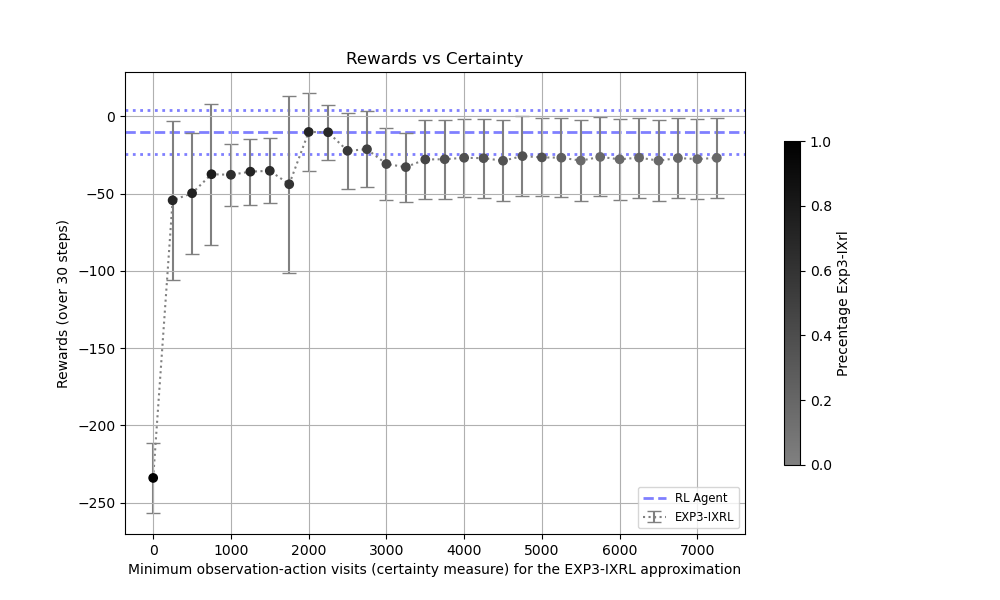 Rewards vs Certainty
Rewards (over 30 steps)
0
−50
−100
−150
−200
−250
0 1000 2000 3000 4000 5000 6000 7000
Minimum observation-action visits (certainty measure) for the EXP3-IXRL approximation
RL Agent
EXP3-IXRL
1.0
0.8
0.6
0.4
0.2
0.0
Precentage Exp3-IXrl